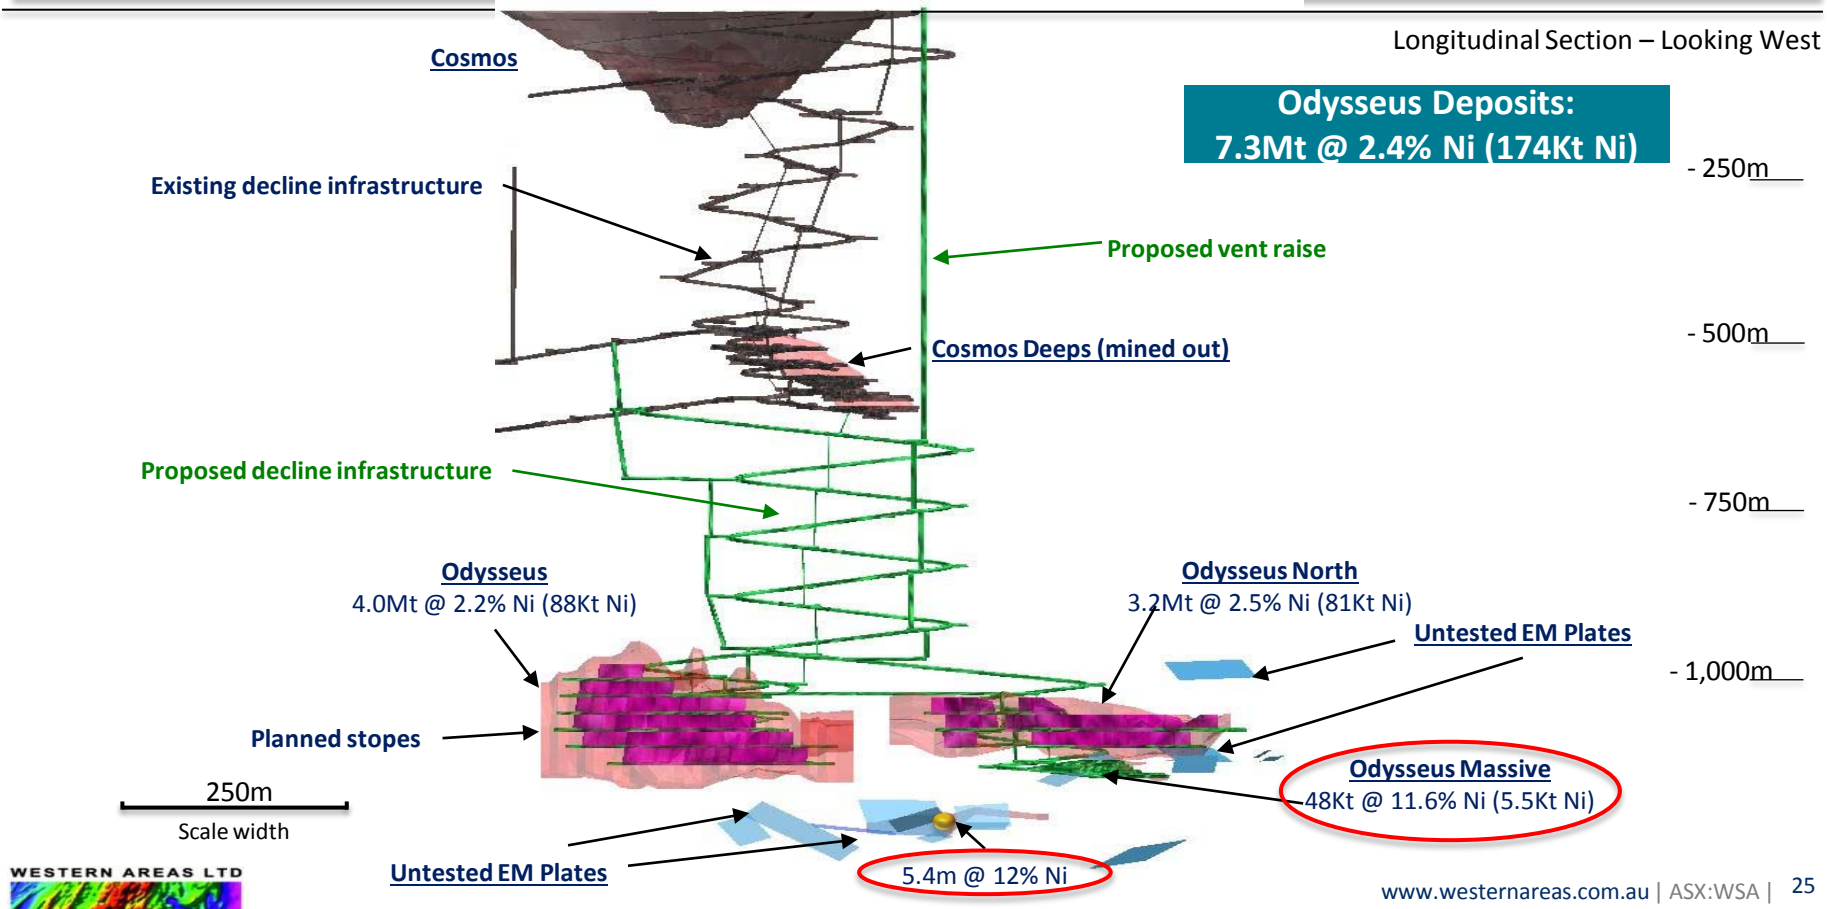 Longitudinal Section – Looking West
Cosmos
Odysseus Deposits:
7.3Mt @ 2.4% Ni (174Kt Ni)
- 250m
Existing decline infrastructure
Proposed vent raise
- 500m
Cosmos Deeps (mined out)
Proposed decline infrastructure
- 750m
Odysseus
4.0Mt @ 2.2% Ni (88Kt Ni)
Odysseus North
3.2Mt @ 2.5% Ni (81Kt Ni)
Untested EM Plates
- 1,000m
Planned stopes
Odysseus Massive
48Kt @ 11.6% Ni (5.5Kt Ni)
250m
Scale width
Untested EM Plates
5.4m @ 12% Ni
WESTERN AREAS LTD
www.westernareas.com.au | ASX:WSA | 25